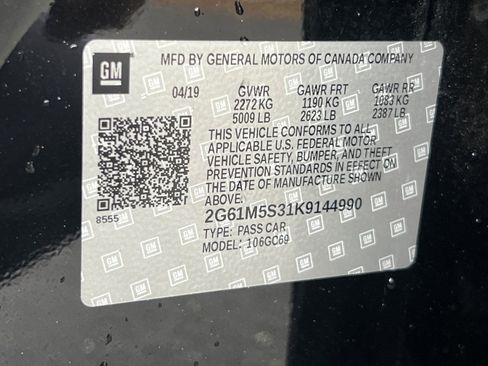 GM
MFD BY GENERAL MOTORS OF CANADA COMPANY
04/19 GVWR GAWR FRT GAWR RR
2272 KG 1190 KG 1083 KG
5009 LB 2623 LB 2387 LB
THIS VEHICLE CONFORMS TO ALL
APPLICABLE U.S. FEDERAL MOTOR
VEHICLE SAFETY, BUMPER, AND THEFT
PREVENTION STANDARDS IN EFFECT ON
THE DATE OF MANUFACTURE SHOWN
ABOVE.
8555
2G61M5S31K9144990
TYPE: PASS CAR
MODEL: 106GC69